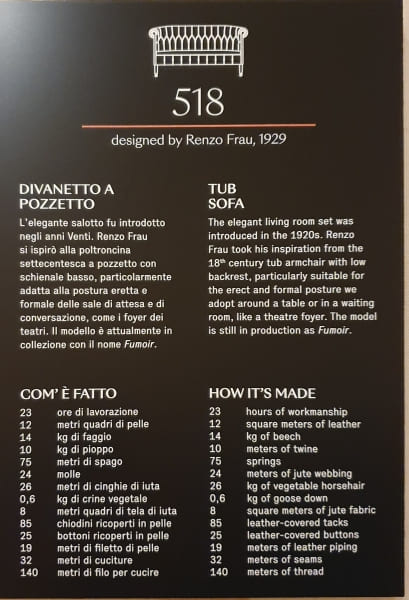 518
designed by Renzo Frau, 1929
DIVANETTO A
POZZETTO
L'elegante salotto fu introdotto
negli anni Venti. Renzo Frau
si ispirò alla poltroncina
settecentesca a pozzetto con
schienale basso, particolarmente
adatta alla postura eretta e
formale delle sale di attesa e di
conversazione, come i foyer dei
teatri. Il modello è attualmente in
collezione con il nome Fumoir.
TUB
SOFA
The elegant living room set was
introduced in the 1920s. Renzo
Frau took his inspiration from the
18th century tub armchair with low
backrest, particularly suitable for
the erect and formal posture we
adopt around a table or in a waiting
room, like a theatre foyer. The model
is still in production as Fumoir.
COM' È FATTO
23 ore di lavorazione
12 metri quadri di pelle
14 kg di faggio
10 kg di pioppo
75 metri di spago
24 molle
26 metri di cinghie di iuta
0,6 kg di crine vegetale
8 metri quadri di tela di iuta
85 chiodini ricoperti in pelle
25 bottoni ricoperti in pelle
19 metri di filetto di pelle
32 metri di cuciture
140 metri di filo per cucire
HOW IT'S MADE
23 hours of workmanship
12 square meters of leather
14 kg of beech
10 meters of twine
75 springs
24 meters of jute webbing
26 kg of vegetable horsehair
0,6 kg of goose down
8 square meters of jute fabric
85 leather-covered tacks
25 leather-covered buttons
19 meters of leather piping
32 meters of seams
140 meters of thread